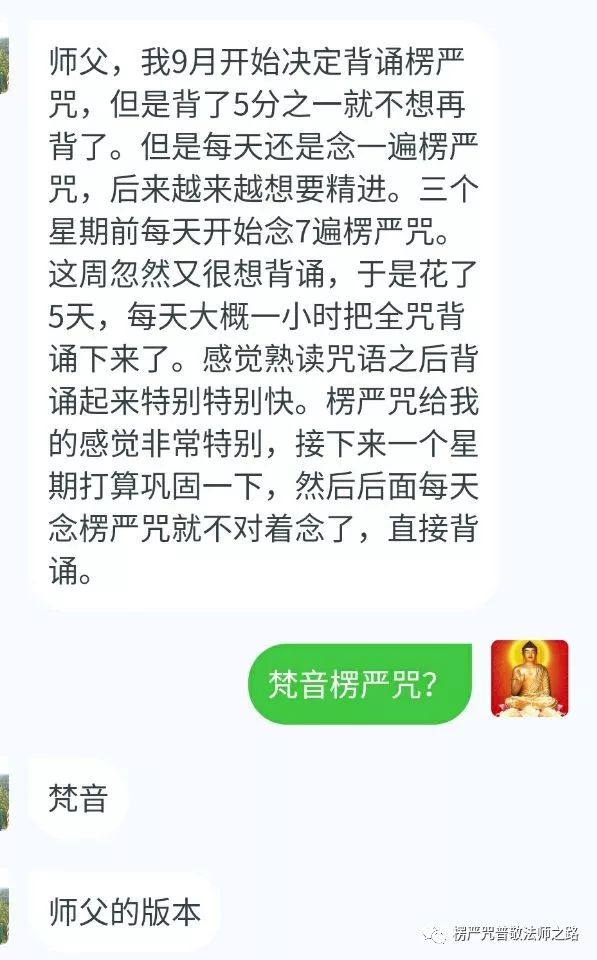 师父，我9月开始决定背诵楞严
咒，但是背了5分之一就不想再
背了。但是每天还是念一遍楞严
咒，后来越来越想要精进。三个
星期前每天开始念7遍楞严咒。
这周忽然又很想背诵，于是花了
5天，每天大概一小时把全咒背
诵下来了。感觉熟读咒语之后背
诵起来特别特别快。楞严咒给我
的感觉非常特别，接下来一个星
期打算巩固一下，然后后面每天
念楞严咒就不对着念了，直接背
诵。
梵音楞严咒？
梵音
师父的版本
楞严咒普敬法师之路